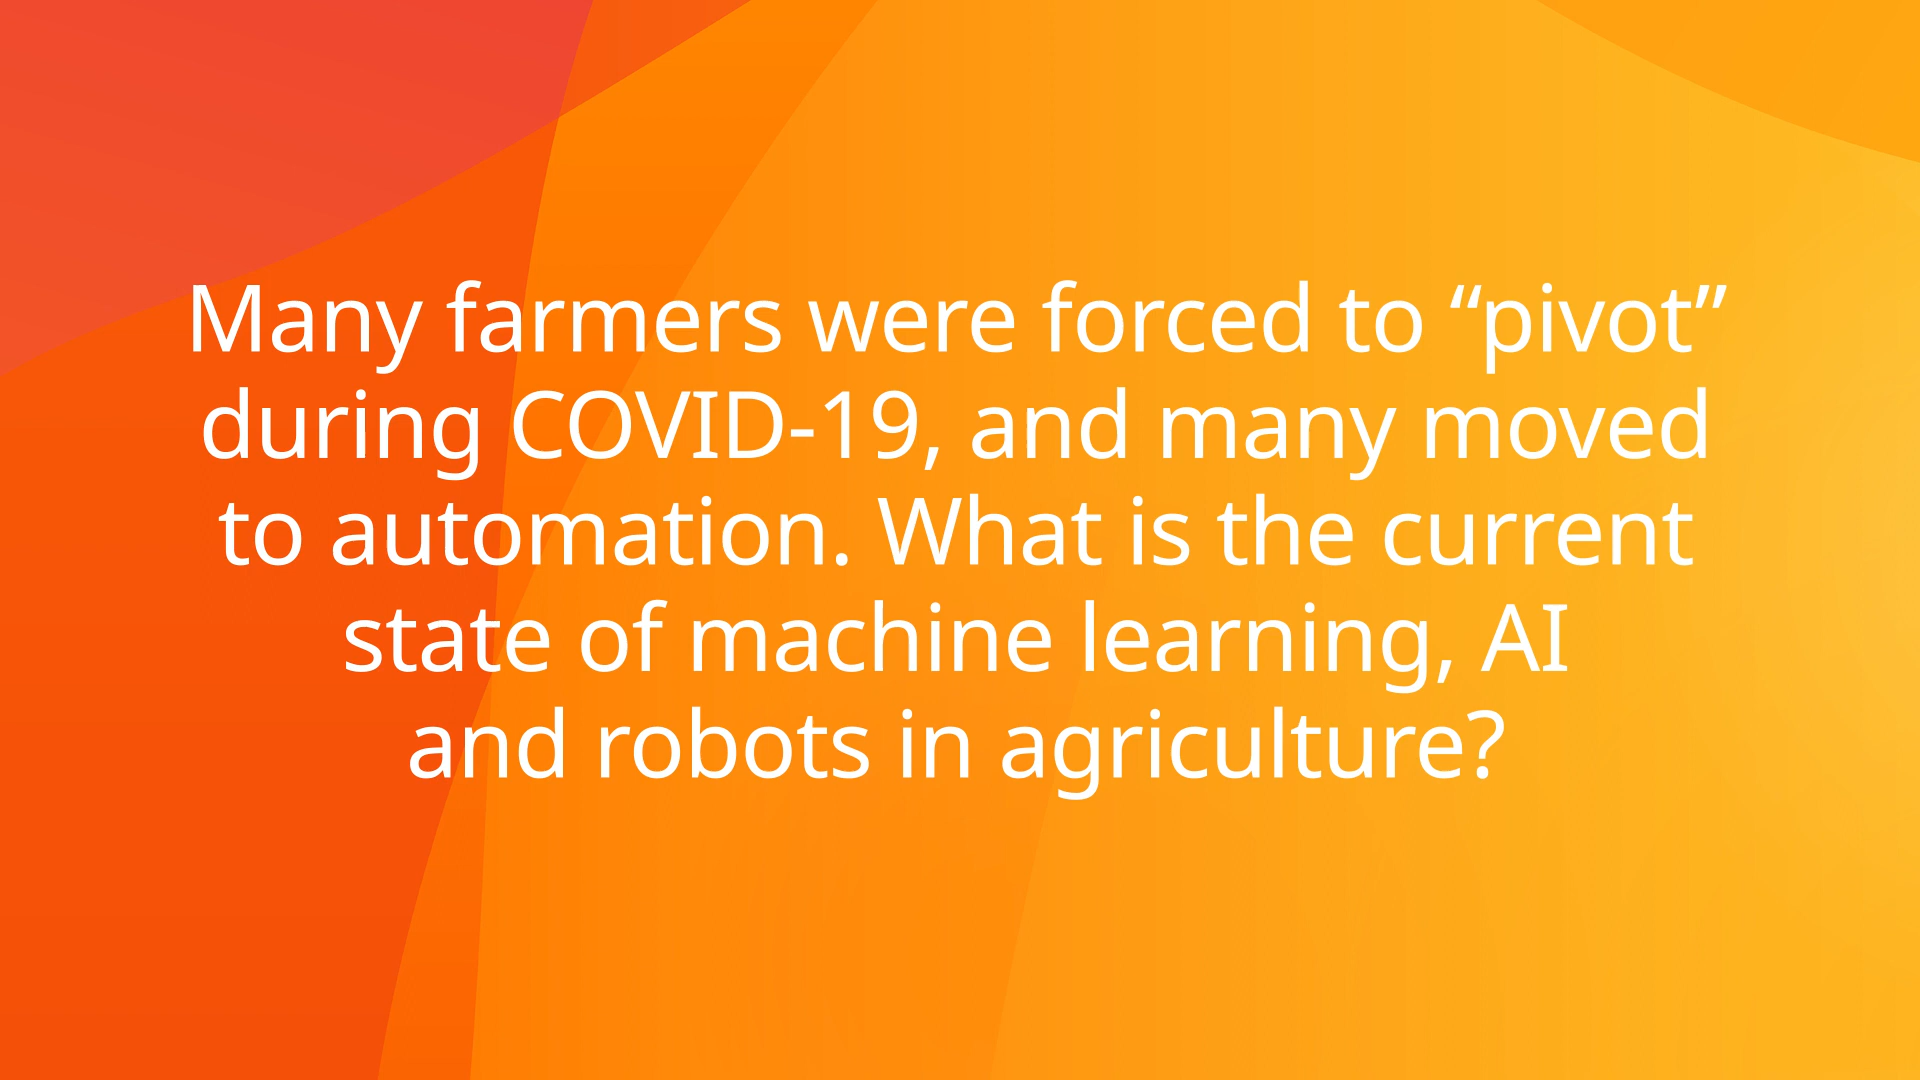 Many farmers were forced to “pivot”
during COVID-19, and many moved
to automation. What is the current
state of machine learning, AI
and robots in agriculture?